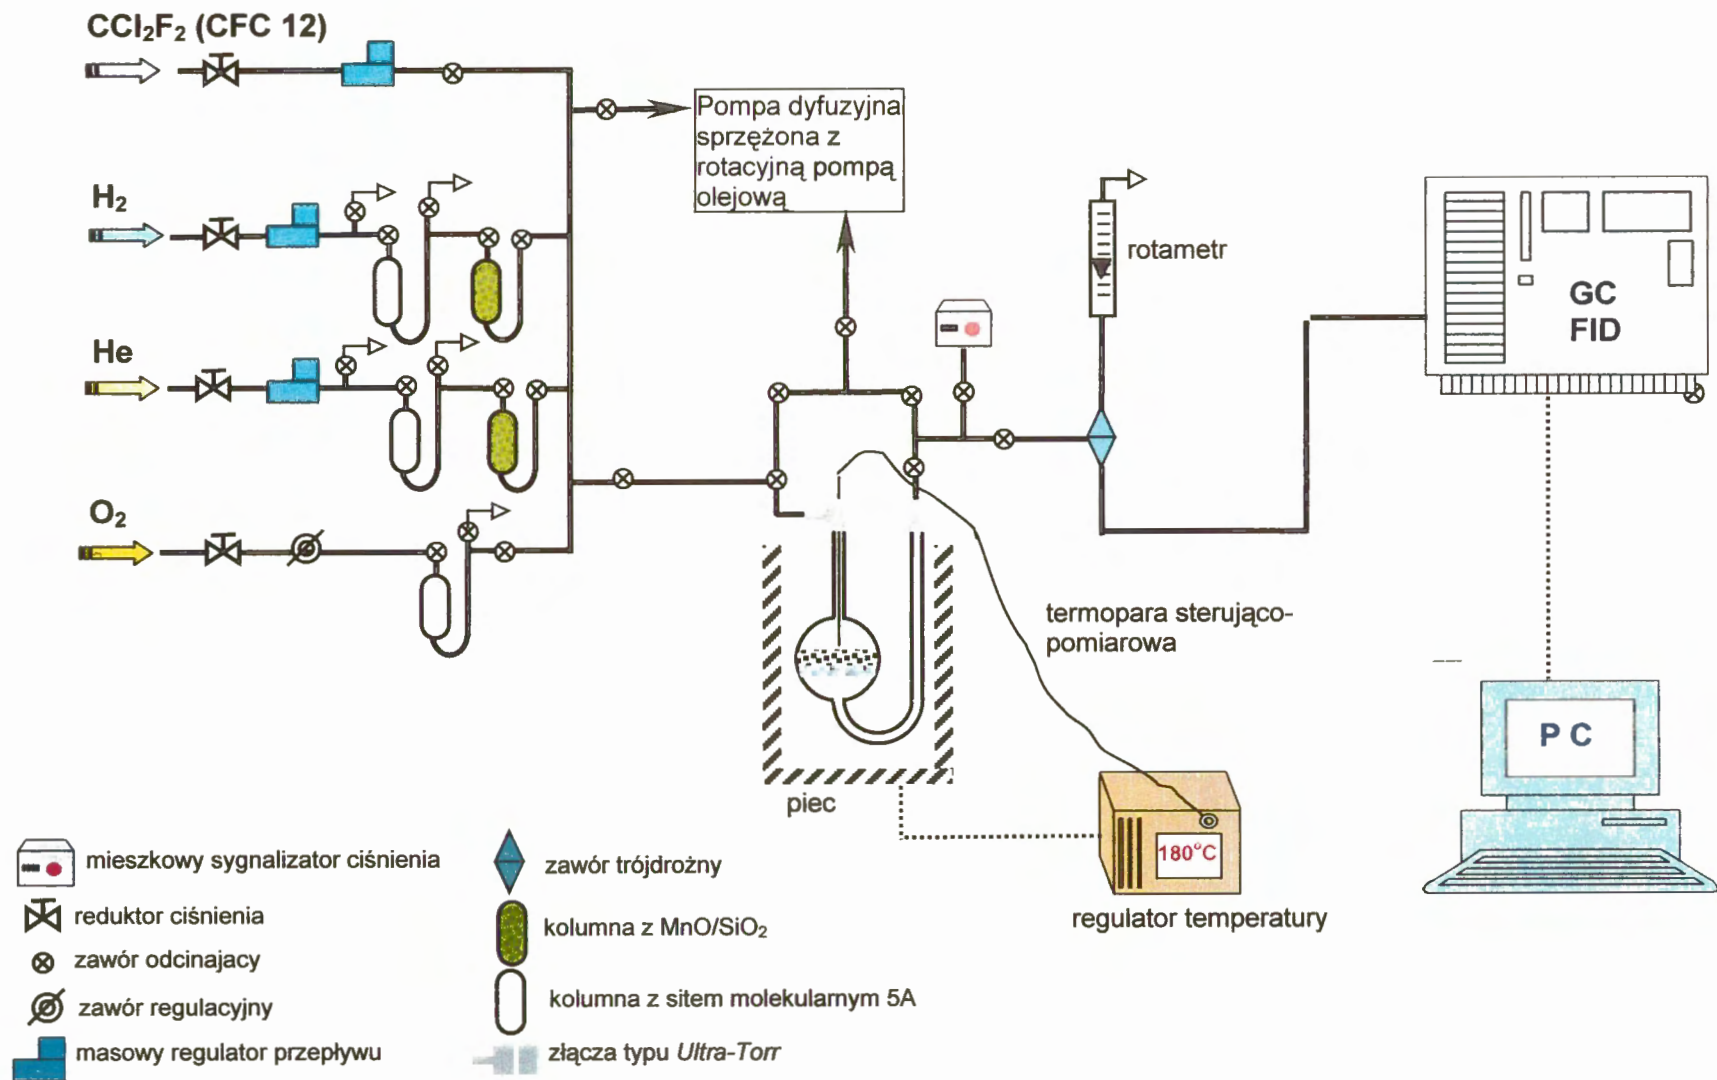 CCl₂F₂ (CFC 12)
Pompa dyfuzyjna
sprzężona z
rotacyjną pompą
olejową
H₂
rotametr
GC
FID
He
O₂
termopara sterująco-
pomiarowa
PC
piec
180°C
regulator temperatury
mieszkowy sygnalizator ciśnienia
reduktor ciśnienia
zawór odcinajacy
zawór regulacyjny
masowy regulator przepływu
zawór trójdrożny
kolumna z MnO/SiO₂
kolumna z sitem molekularnym 5A
złącza typu Ultra-Torr